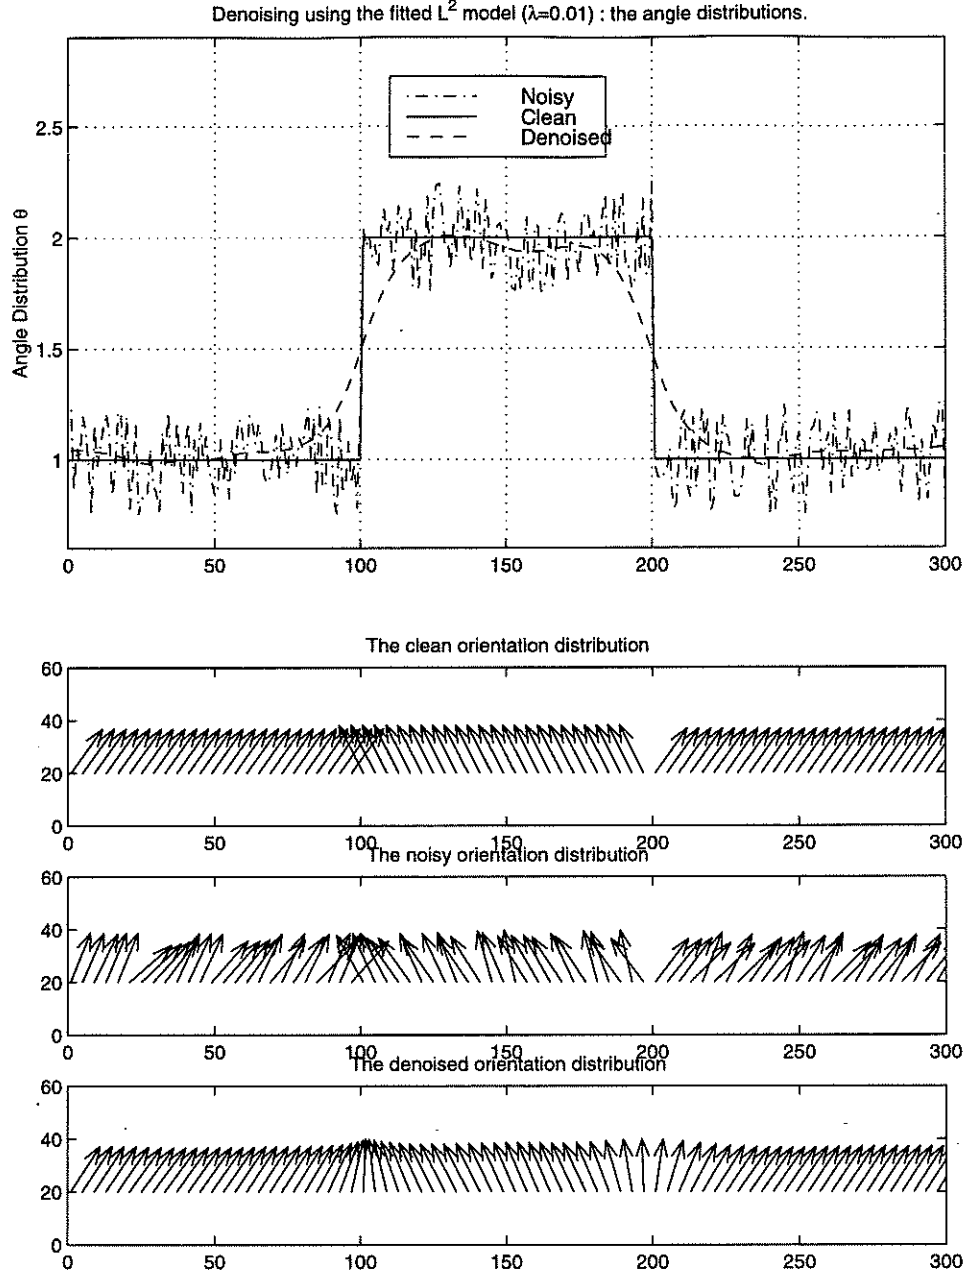 Denoising using the fitted L² model (λ=0.01) : the angle distributions.
Noisy
Clean
Denoised
2.5
2
1.5
1
Angle Distribution θ
0 50 100 150 200 250 300
The clean orientation distribution
60
40
20
0
0 50 100 150 200 250 300
The noisy orientation distribution
60
40
20
0
0 50 100 150 200 250 300
The denoised orientation distribution
60
40
20
0
0 50 100 150 200 250 300